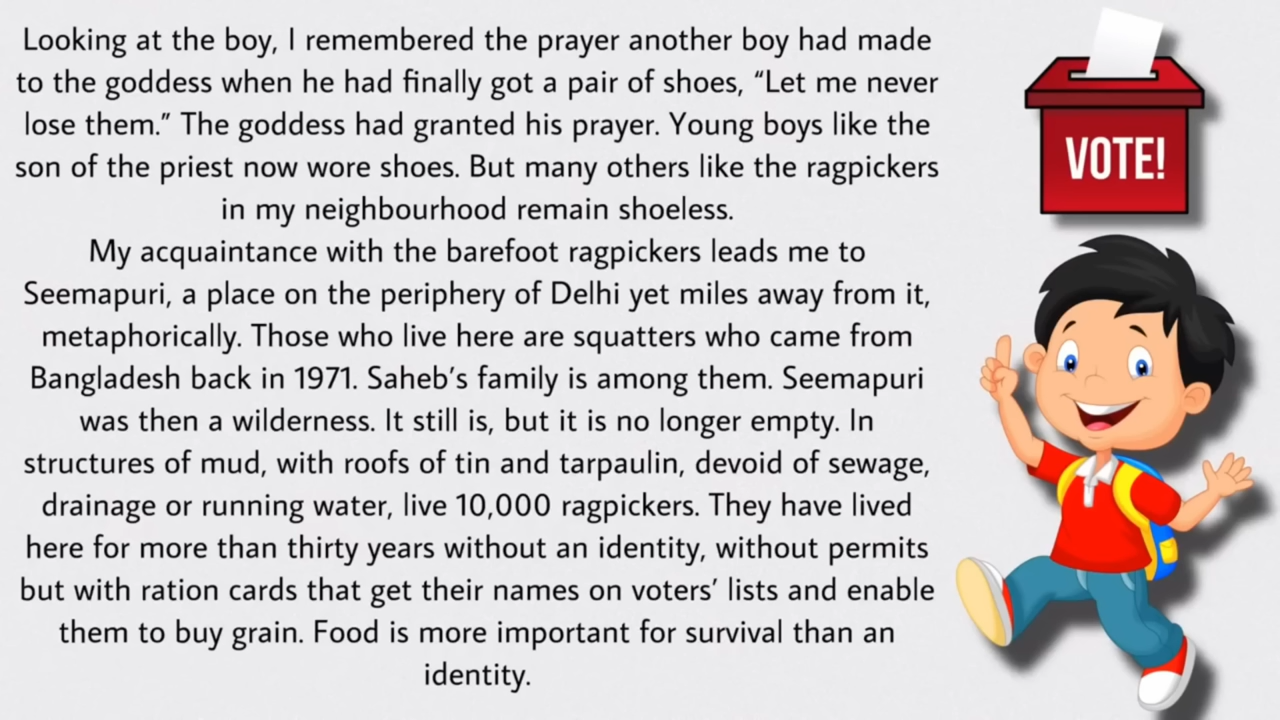 Looking at the boy, I remembered the prayer another boy had made
to the goddess when he had finally got a pair of shoes, “Let me never
lose them.” The goddess had granted his prayer. Young boys like the
son of the priest now wore shoes. But many others like the ragpickers
in my neighbourhood remain shoeless.
My acquaintance with the barefoot ragpickers leads me to
Seemapuri, a place on the periphery of Delhi yet miles away from it,
metaphorically. Those who live here are squatters who came from
Bangladesh back in 1971. Saheb’s family is among them. Seemapuri
was then a wilderness. It still is, but it is no longer empty. In
structures of mud, with roofs of tin and tarpaulin, devoid of sewage,
drainage or running water, live 10,000 ragpickers. They have lived
here for more than thirty years without an identity, without permits
but with ration cards that get their names on voters’ lists and enable
them to buy grain. Food is more important for survival than an
identity.
VOTE!